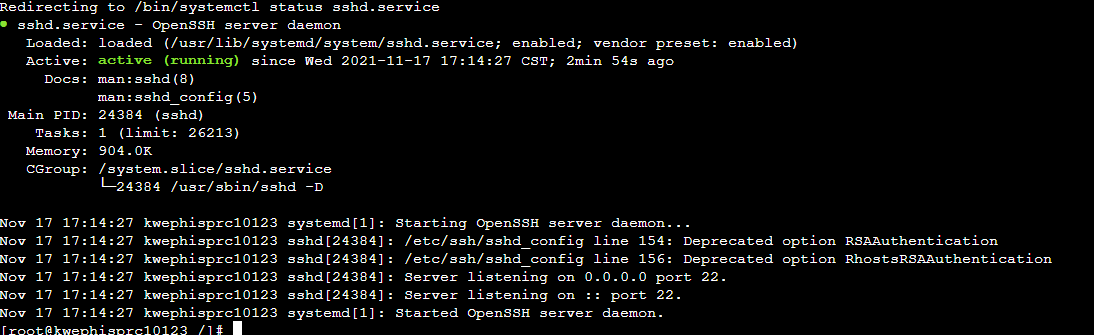 Redirecting to /bin/systemctl status sshd.service
● sshd.service - OpenSSH server daemon
   Loaded: loaded (/usr/lib/systemd/system/sshd.service; enabled; vendor preset: enabled)
   Active: active (running) since Wed 2021-11-17 17:14:27 CST; 2min 54s ago
     Docs: man:sshd(8)
           man:sshd_config(5)
 Main PID: 24384 (sshd)
    Tasks: 1 (limit: 26213)
   Memory: 904.0K
   CGroup: /system.slice/sshd.service
           └─24384 /usr/sbin/sshd -D
Nov 17 17:14:27 kwephisprc10123 systemd[1]: Starting OpenSSH server daemon...
Nov 17 17:14:27 kwephisprc10123 sshd[24384]: /etc/ssh/sshd_config line 154: Deprecated option RSAAuthentication
Nov 17 17:14:27 kwephisprc10123 sshd[24384]: /etc/ssh/sshd_config line 156: Deprecated option RhostsRSAAuthentication
Nov 17 17:14:27 kwephisprc10123 sshd[24384]: Server listening on 0.0.0.0 port 22.
Nov 17 17:14:27 kwephisprc10123 sshd[24384]: Server listening on :: port 22.
Nov 17 17:14:27 kwephisprc10123 systemd[1]: Started OpenSSH server daemon.
[root@kwephisprc10123 /]#